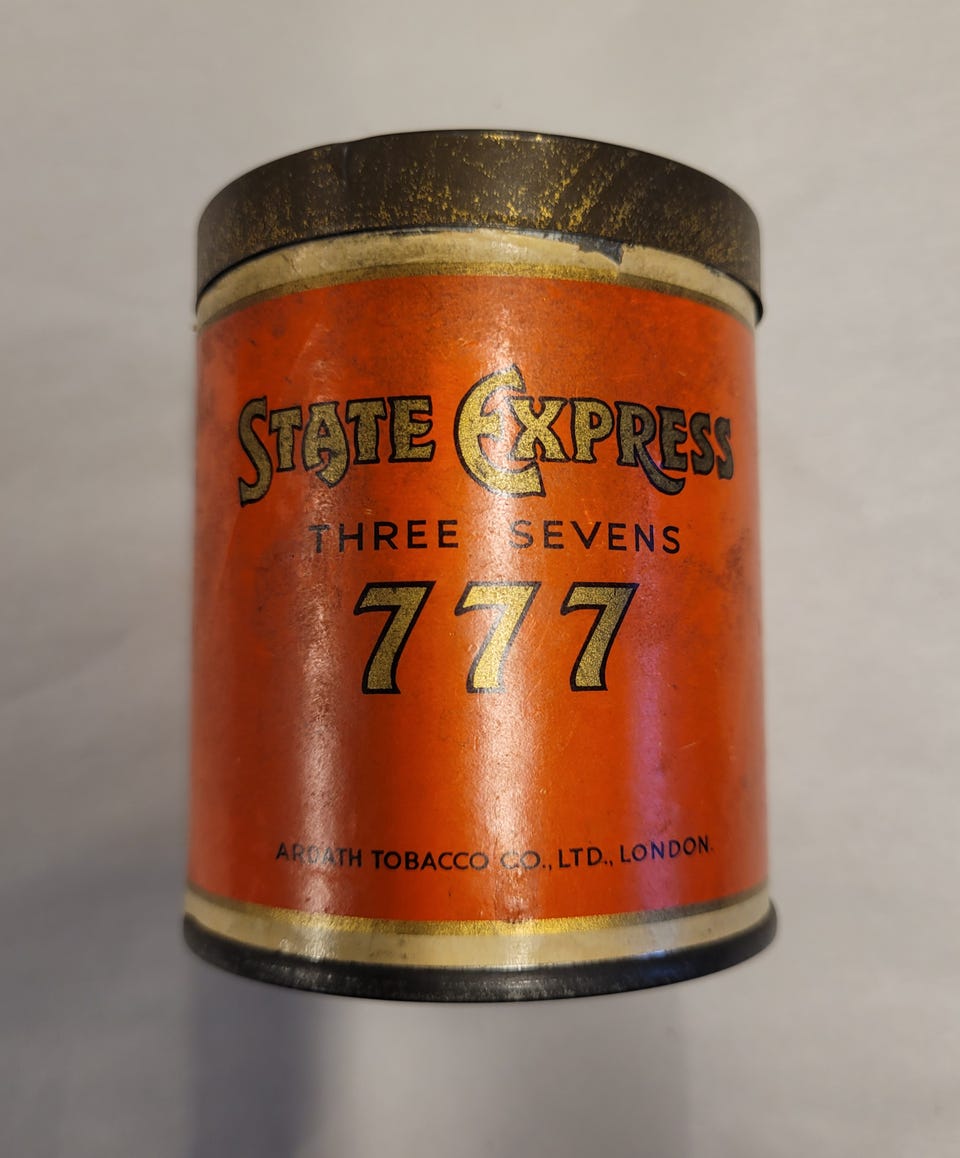 STATE EXPRESS
THREE SEVENS
777
ARDATH TOBACCO CO., LTD., LONDON.